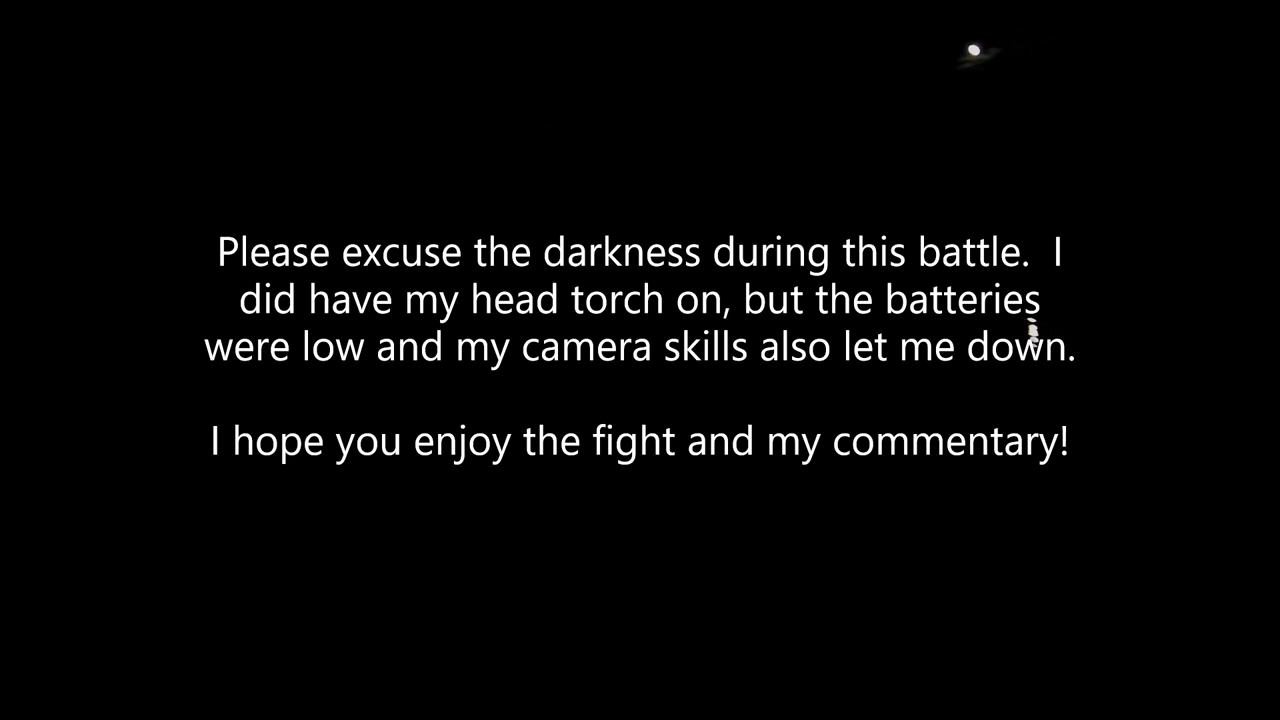 Please excuse the darkness during this battle.  I
did have my head torch on, but the batteries
were low and my camera skills also let me down.
I hope you enjoy the fight and my commentary!